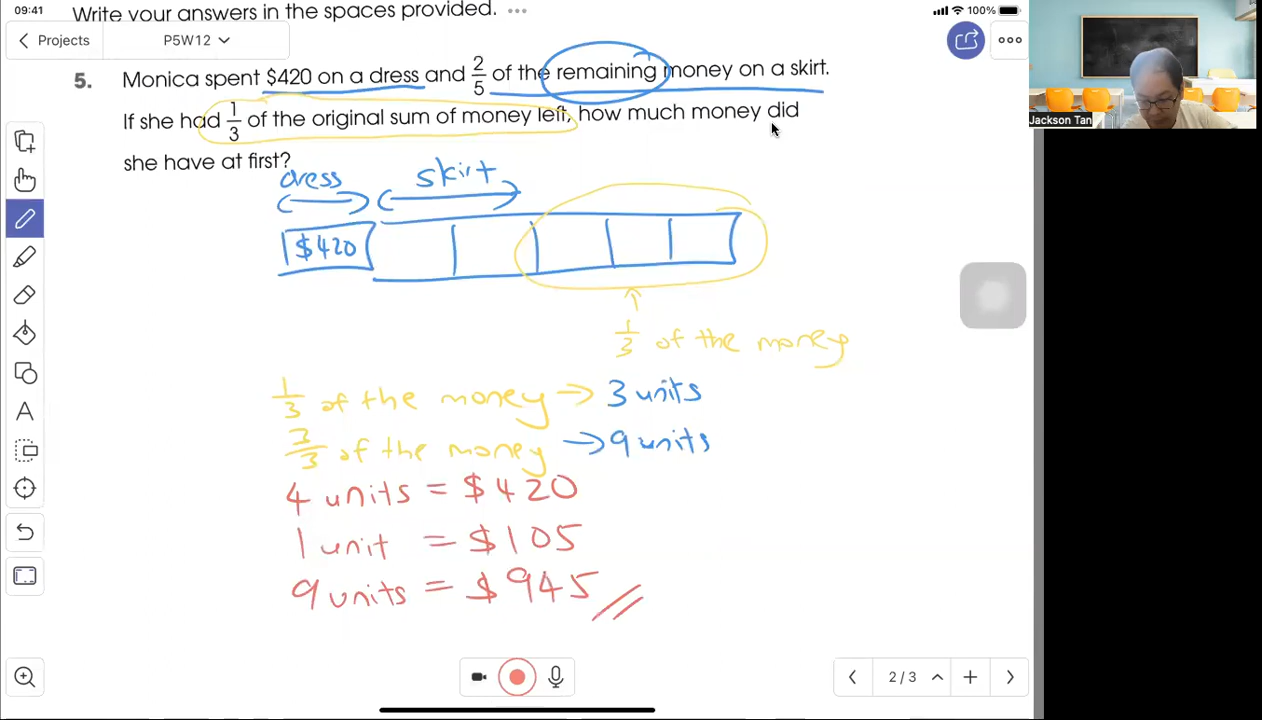 09:41
100%
Write your answers in the spaces provided.
Projects
P5W12
5. Monica spent $420 on a dress and 2/5 of the remaining money on a skirt.
If she had 1/3 of the original sum of money left, how much money did
she have at first?
Jackson Tan
dress
skirt
$420
1/3 of the money
1/3 of the money → 3 units
3/3 of the money → 9 units
4 units = $420
1 unit = $105
9 units = $945
A
2 / 3